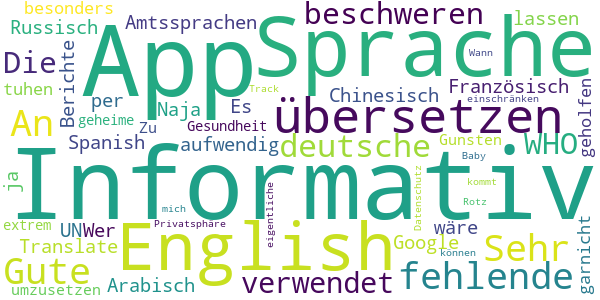 besonders
Russisch
Amtssprachen
beschweren
lassen
App
Sprache
Die
Berichte
tuhen
per
Naja
Es
Track
Wann
Chinesisch
Französisch
einschränken
geholfen
An
geheime
Zu
Gesundheit
übersetzen
Spanish
aufwendig
deutsche
Gunsten
WHO
Baby
ja
Informativ
kommt
Rotz
Datenschutz
mich
eigentliche
extrem
UN
Wer
Privatsphäre
English
Google
wäre
Translate
können
Sehr
garnicht
Gute
Arabisch
verwendet
fehlende
umzusetzen